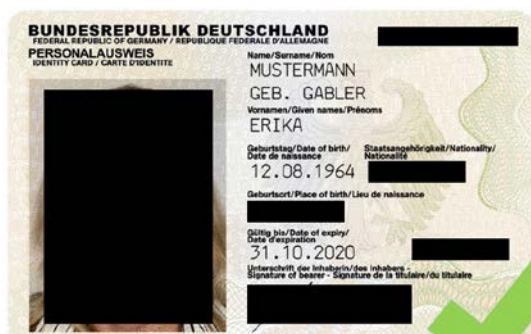 BUNDESREPUBLIK DEUTSCHLAND
FEDERAL REPUBLIC OF GERMANY / REPUBLIQUE FEDERALE D'ALLEMAGNE
PERSONALAUSWEIS
IDENTITY CARD / CARTE D'IDENTITE
Name/Surname/Nom
MUSTERMANN
GEB. GABLER
Vornamen/Given names/Prénoms
ERIKA
Geburtstag/Date of birth/
Date de naissance
Staatsangehörigkeit/Nationality/
Nationalité
12.08.1964
Geburtsort/Place of birth/Lieu de naissance
Gültig bis/Date of expiry/
Date d'expiration
31.10.2020
Unterschrift der Inhaberin/des Inhabers -
Signature of bearer - Signature de la titulaire/du titulaire